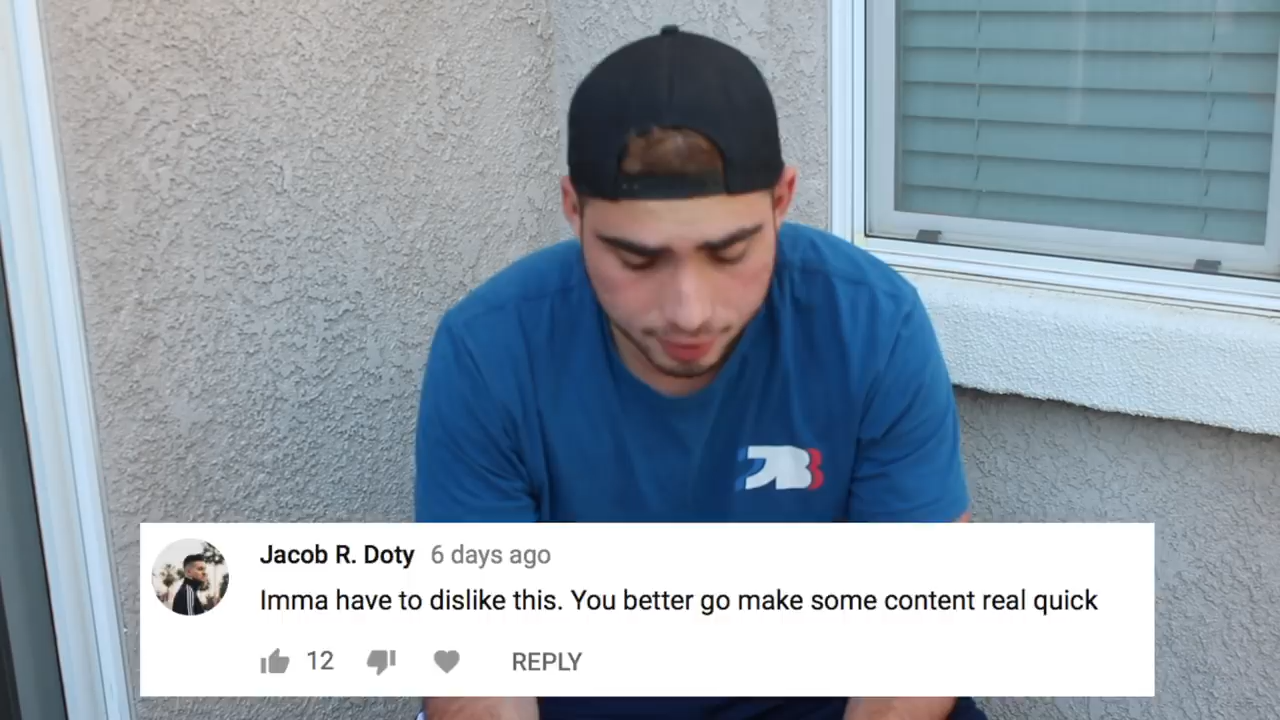 JBB
Jacob R. Doty 6 days ago
Imma have to dislike this. You better go make some content real quick
12 REPLY